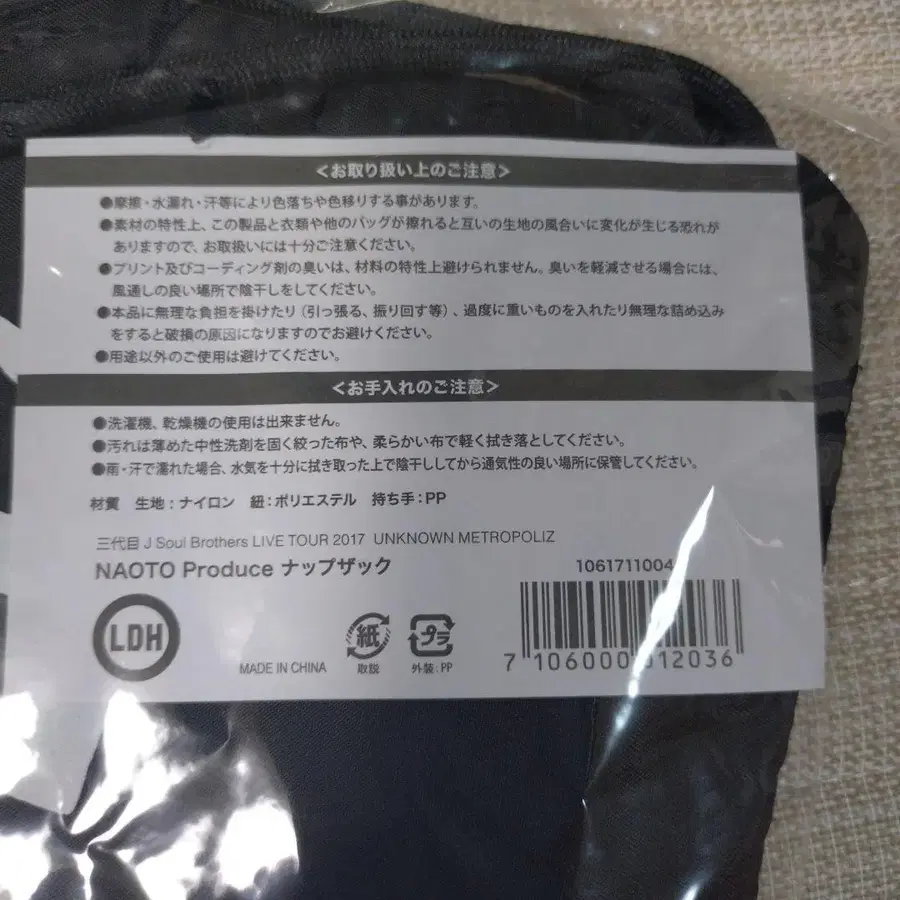 <お取り扱い上のご注意>
●摩擦・水漏れ・汗等により色落ちや色移りする事があります。
●素材の特性上、この製品と衣類や他のバッグが擦れると互いの生地の風合いに変化が生じる恐れが
ありますので、お取扱いには十分ご注意ください。
●プリント及びコーディング剤の臭いは、材料の特性上避けられません。臭いを軽減させる場合には、
風通しの良い場所で陰干しをしてください。
●本品に無理な負担を掛けたり（引っ張る、振り回す等）、過度に重いものを入れたり無理な詰め込み
をすると破損の原因になりますのでお避けください。
●用途以外のご使用は避けてください。
<お手入れのご注意>
●洗濯機、乾燥機の使用は出来ません。
●汚れは薄めた中性洗剤を固く絞った布や、柔らかい布で軽く拭き落としてください。
●雨・汗で濡れた場合、水気を十分に拭き取った上で陰干ししてから通気性の良い場所に保管してください。
材質 生地：ナイロン 紐：ポリエステル 持ち手：PP
三代目 J Soul Brothers LIVE TOUR 2017 UNKNOWN METROPOLIZ
NAOTO Produce ナップザック
1061711004
LDH
MADE IN CHINA
紙
取説
プラ
外装：PP
7 106000 012036